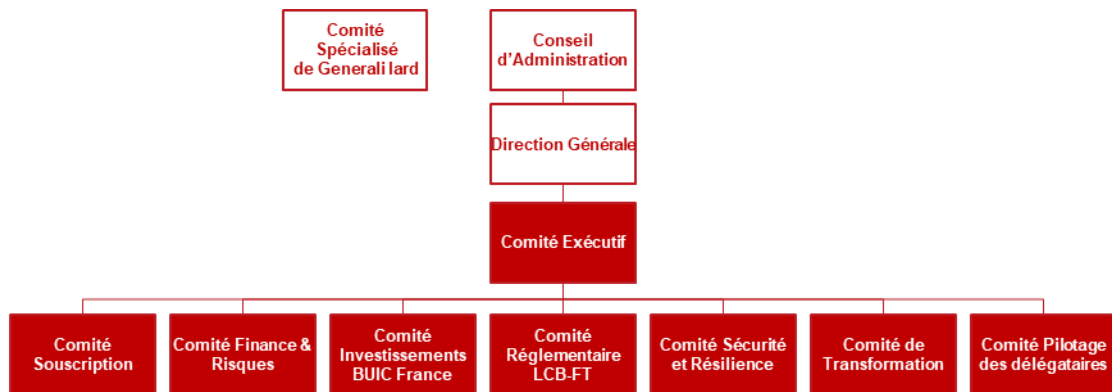 Comité
Spécialisé
de Generali Iard
Conseil
d'Administration
Direction Générale
Comité Exécutif
Comité
Souscription
Comité Finance &
Risques
Comité
Investissements
BUIC France
Comité
Réglementaire
LCB-FT
Comité Sécurité
et Résilience
Comité de
Transformation
Comité Pilotage
des délégataires